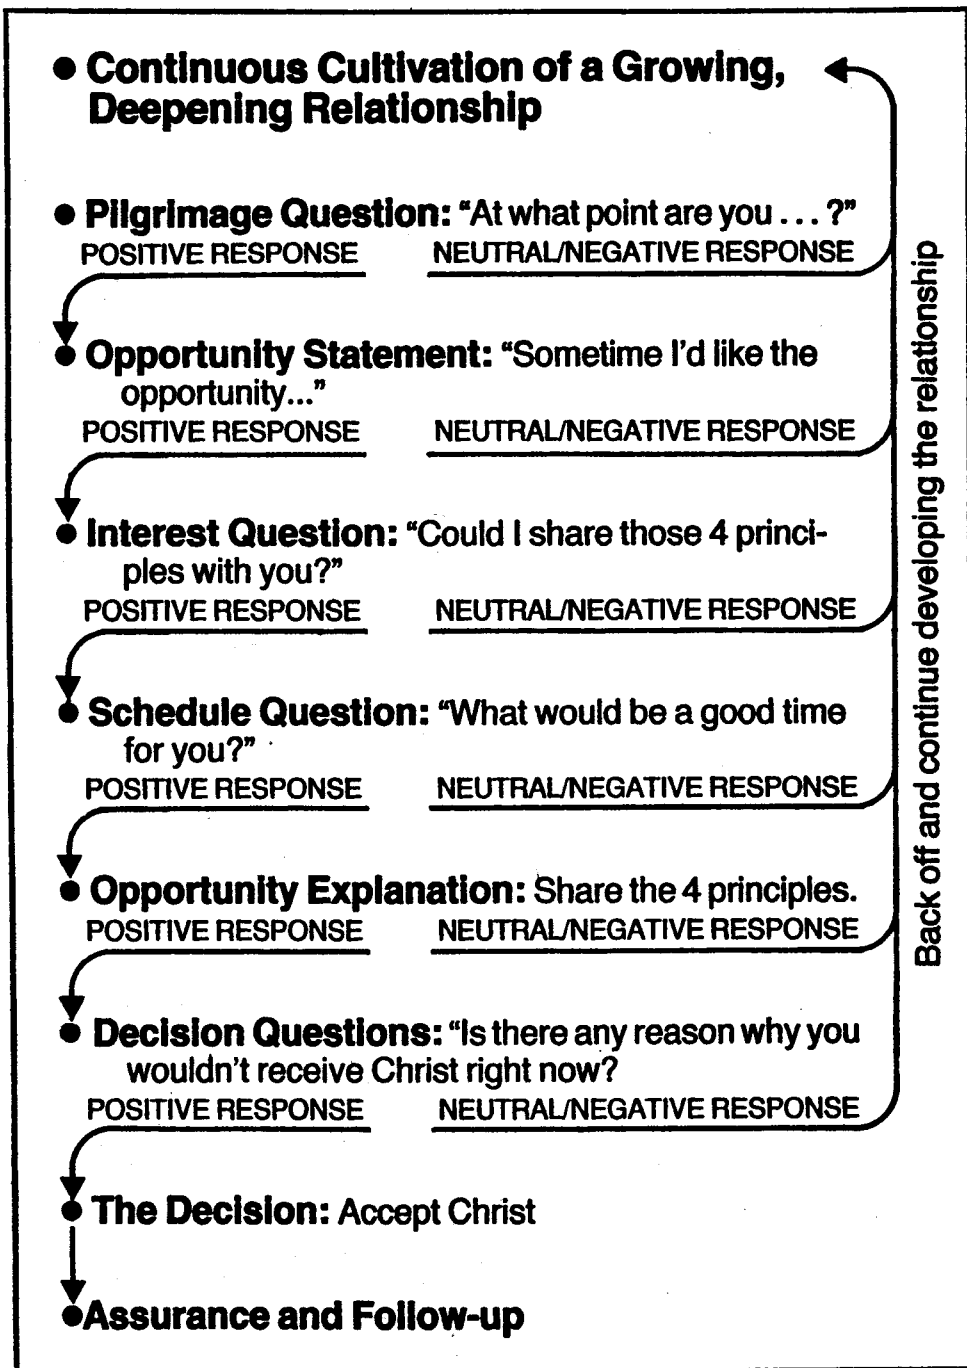 ● Continuous Cultivation of a Growing,
Deepening Relationship
● Pilgrimage Question: “At what point are you . . . ?”
POSITIVE RESPONSE NEUTRAL/NEGATIVE RESPONSE
● Opportunity Statement: “Sometime I'd like the
opportunity...”
POSITIVE RESPONSE NEUTRAL/NEGATIVE RESPONSE
● Interest Question: “Could I share those 4 princi-
ples with you?”
POSITIVE RESPONSE NEUTRAL/NEGATIVE RESPONSE
● Schedule Question: “What would be a good time
for you?”
POSITIVE RESPONSE NEUTRAL/NEGATIVE RESPONSE
● Opportunity Explanation: Share the 4 principles.
POSITIVE RESPONSE NEUTRAL/NEGATIVE RESPONSE
● Decision Questions: “Is there any reason why you
wouldn't receive Christ right now?
POSITIVE RESPONSE NEUTRAL/NEGATIVE RESPONSE
● The Decision: Accept Christ
● Assurance and Follow-up
Back off and continue developing the relationship